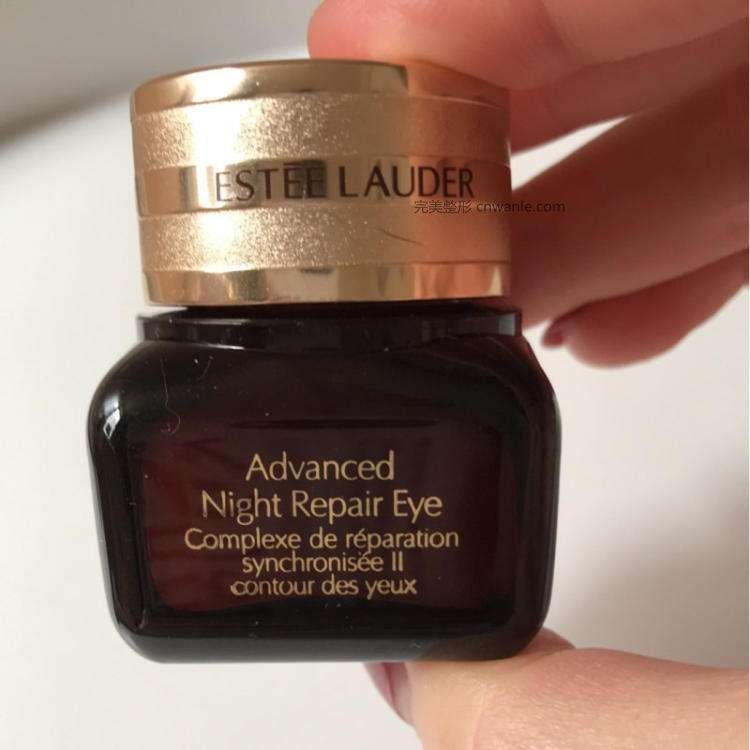 ESTEE LAUDER
完美整形 cnwanle.com
Advanced
Night Repair Eye
Complexe de réparation
synchronisée II
contour des yeux